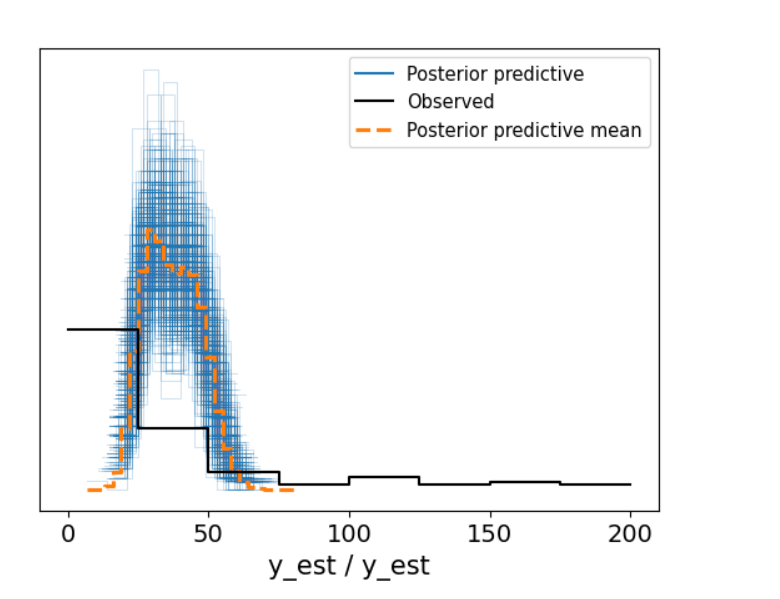 Posterior predictive
Observed
Posterior predictive mean
0 50 100 150 200
y_est / y_est